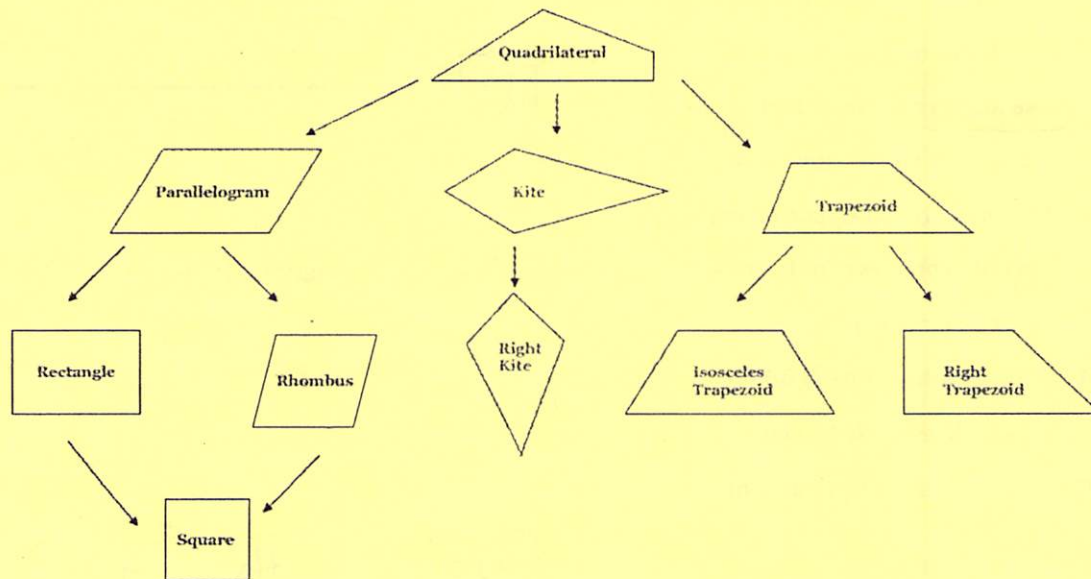 Quadrilateral
Parallelogram
Kite
Trapezoid
Rectangle
Rhombus
Right
Kite
isosceles
Trapezoid
Right
Trapezoid
Square